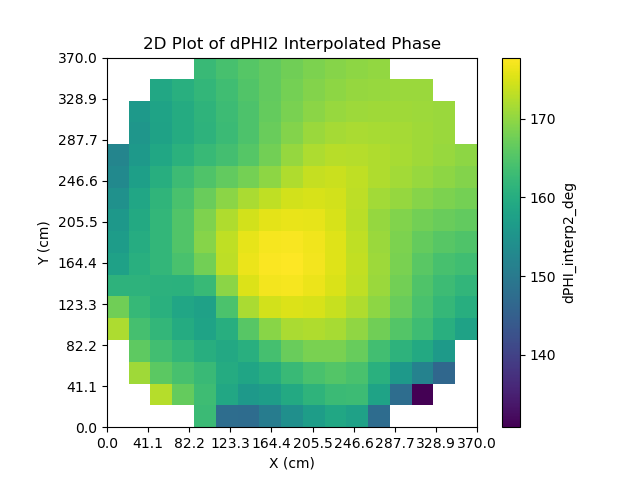 2D Plot of dPHI2 Interpolated Phase
370.0
328.9
287.7
246.6
205.5
164.4
123.3
82.2
41.1
0.0
Y (cm)
0.0 41.1 82.2 123.3 164.4 205.5 246.6 287.7 328.9 370.0
X (cm)
170
160
150
140
dPHI_interp2_deg